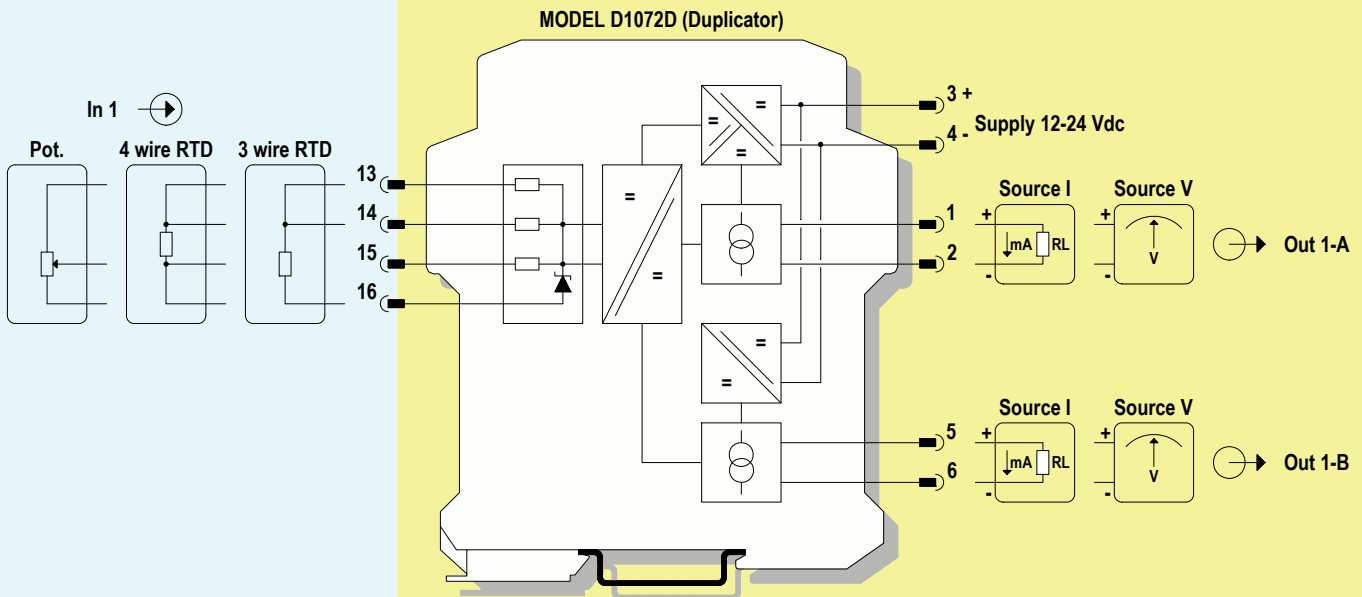 MODEL D1072D (Duplicator)
In 1
Pot.
4 wire RTD
3 wire RTD
13
14
15
16
=
=
=
=
=
3 +
4 -
Supply 12-24 Vdc
1
2
Source I
+
mA
RL
-
Source V
+
V
-
Out 1-A
=
=
5
6
Source I
+
mA
RL
-
Source V
+
V
-
Out 1-B